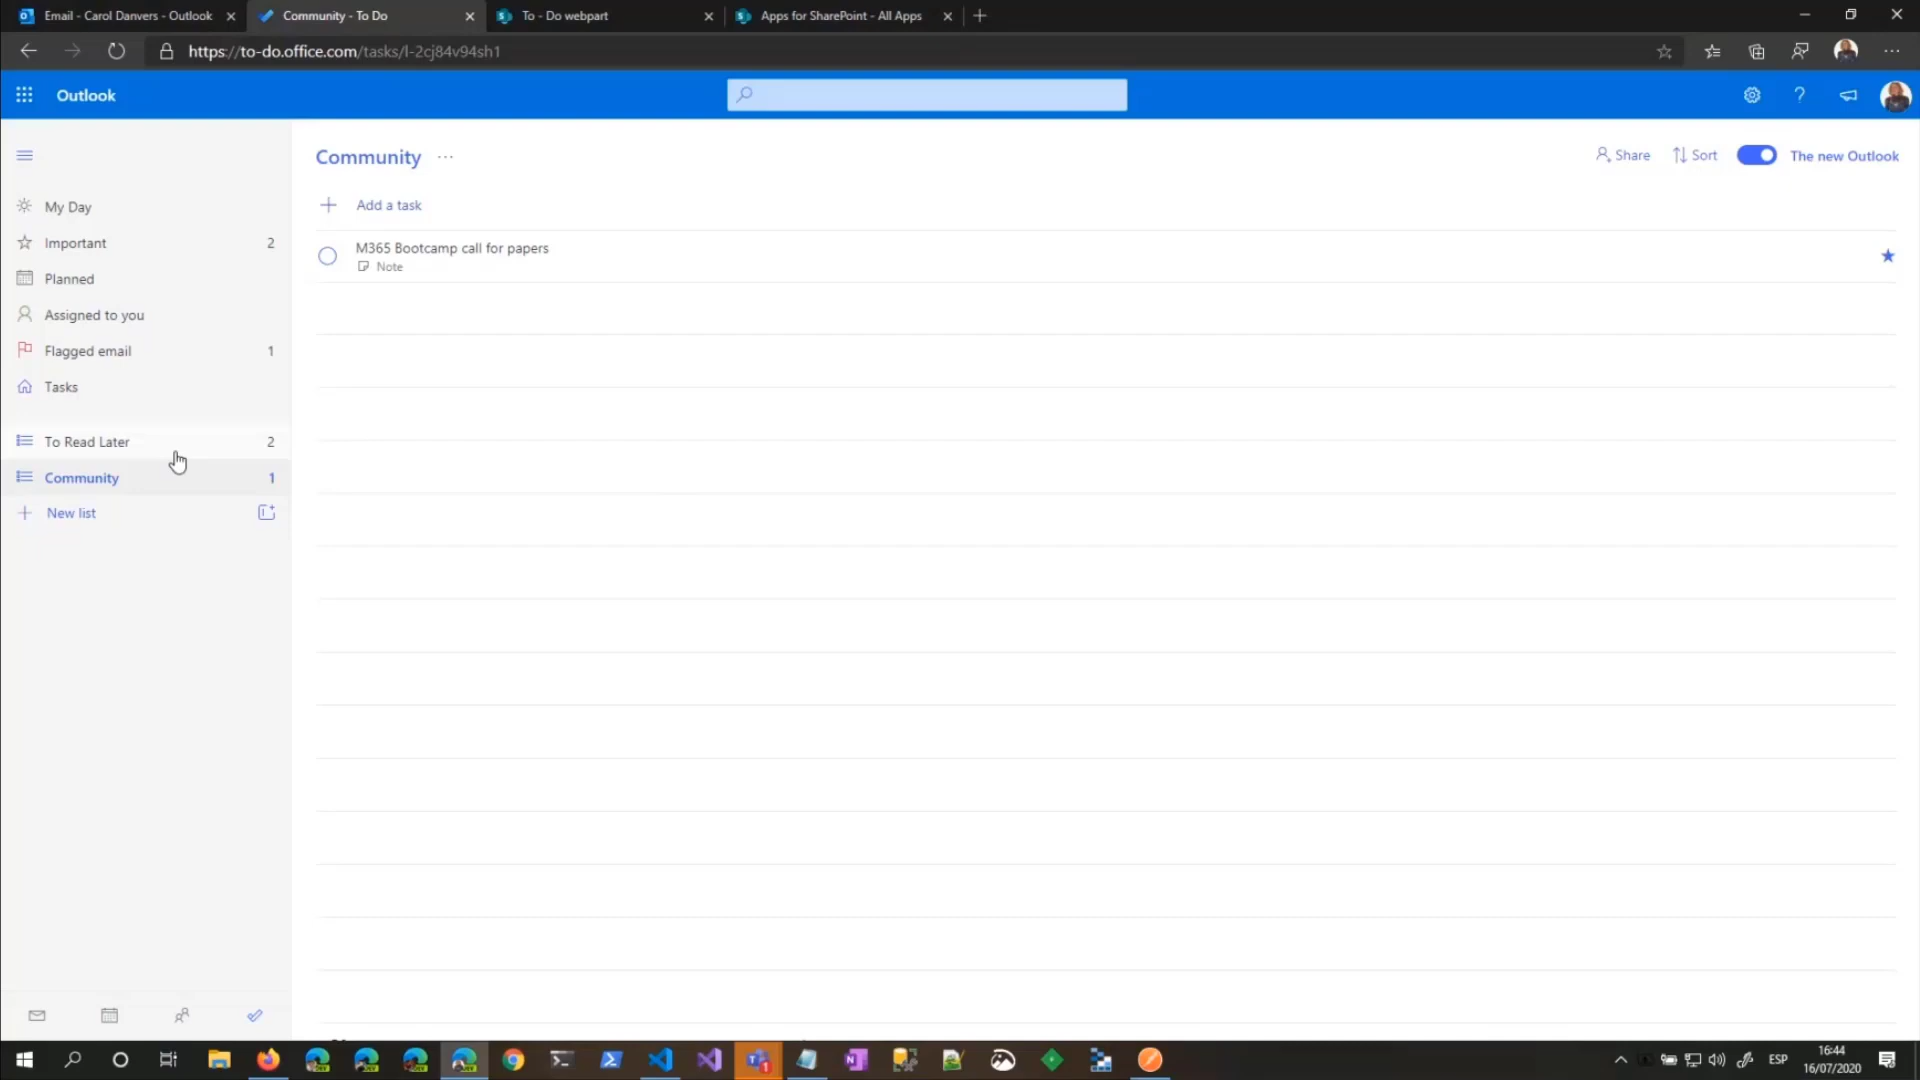 Email - Carol Danvers - Outlook
Community - To Do
To - Do webpart
Apps for SharePoint - All Apps
https://to-do.office.com/tasks/l-2cj84v94sh1
Outlook
Community ...
Share
Sort
The new Outlook
Add a task
M365 Bootcamp call for papers
Note
My Day
Important 2
Planned
Assigned to you
Flagged email 1
Tasks
To Read Later 2
Community 1
New list
ESP
16:44
16/07/2020